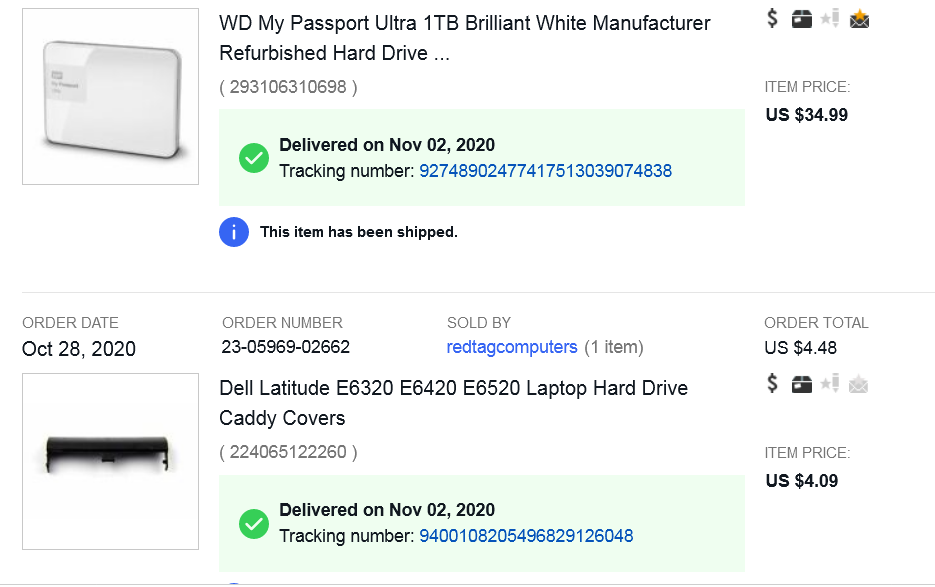 WD My Passport Ultra 1TB Brilliant White Manufacturer
Refurbished Hard Drive ...
( 293106310698 )
ITEM PRICE:
US $34.99
Delivered on Nov 02, 2020
Tracking number: 92748902477417513039074838
This item has been shipped.
ORDER DATE
Oct 28, 2020
ORDER NUMBER
23-05969-02662
SOLD BY
redtagcomputers (1 item)
ORDER TOTAL
US $4.48
Dell Latitude E6320 E6420 E6520 Laptop Hard Drive
Caddy Covers
( 224065122260 )
ITEM PRICE:
US $4.09
Delivered on Nov 02, 2020
Tracking number: 9400108205496829126048